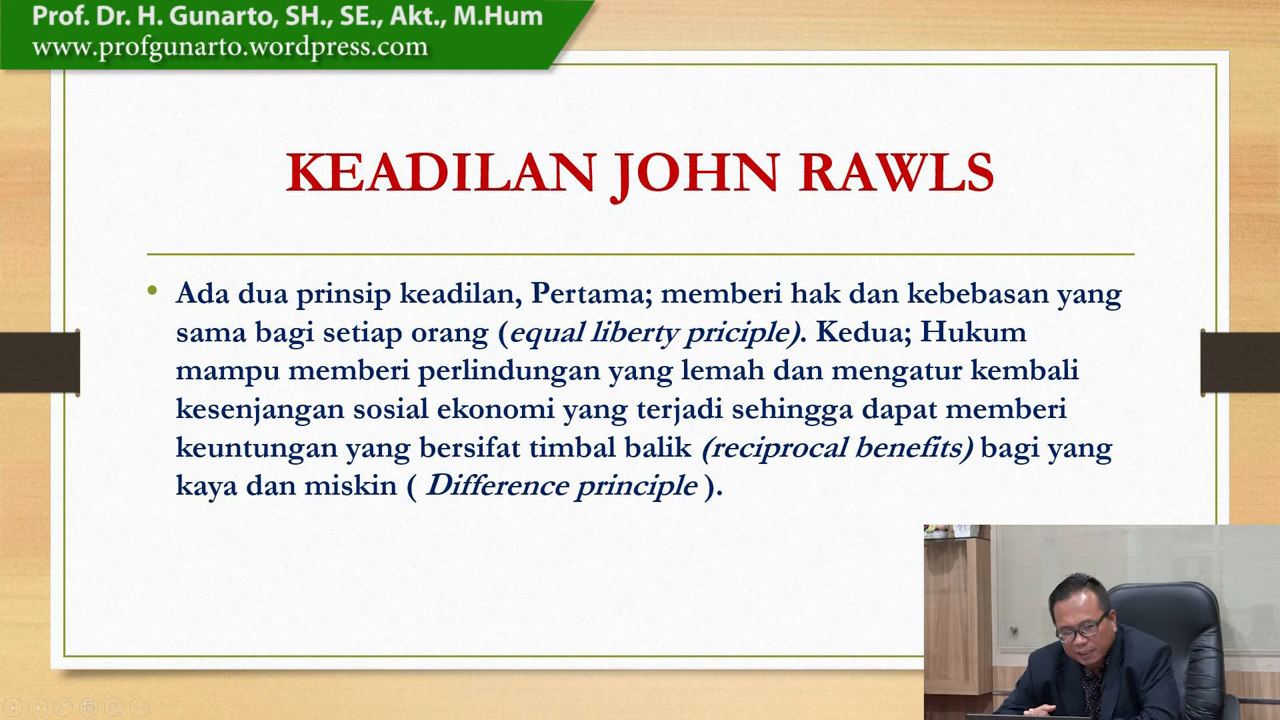 Prof. Dr. H. Gunarto, SH., SE., Akt., M.Hum
www.profgunarto.wordpress.com
KEADILAN JOHN RAWLS
• Ada dua prinsip keadilan, Pertama; memberi hak dan kebebasan yang
sama bagi setiap orang (equal liberty priciple). Kedua; Hukum
mampu memberi perlindungan yang lemah dan mengatur kembali
kesenjangan sosial ekonomi yang terjadi sehingga dapat memberi
keuntungan yang bersifat timbal balik (reciprocal benefits) bagi yang
kaya dan miskin ( Difference principle ).